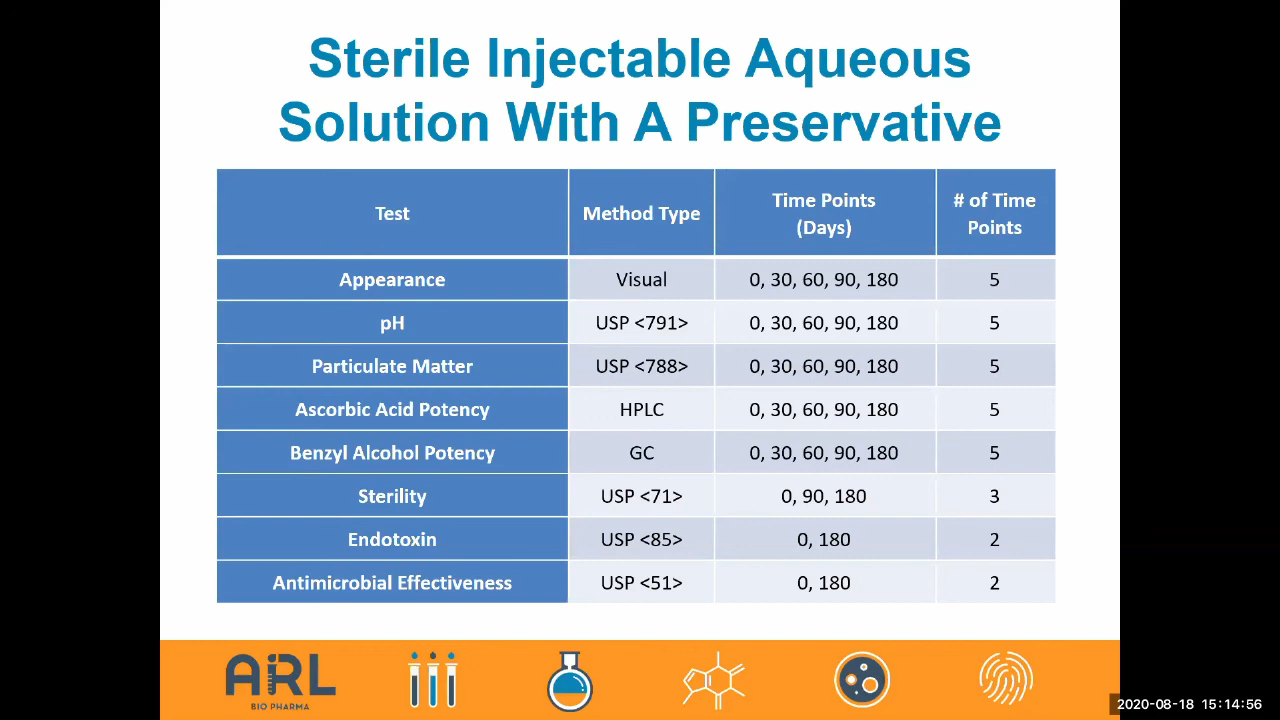 Sterile Injectable Aqueous
Solution With A Preservative
Test Method Type Time Points (Days) # of Time Points
Appearance Visual 0, 30, 60, 90, 180 5
pH USP <791> 0, 30, 60, 90, 180 5
Particulate Matter USP <788> 0, 30, 60, 90, 180 5
Ascorbic Acid Potency HPLC 0, 30, 60, 90, 180 5
Benzyl Alcohol Potency GC 0, 30, 60, 90, 180 5
Sterility USP <71> 0, 90, 180 3
Endotoxin USP <85> 0, 180 2
Antimicrobial Effectiveness USP <51> 0, 180 2
ARL
BIO PHARMA
2020-08-18 15:14:56